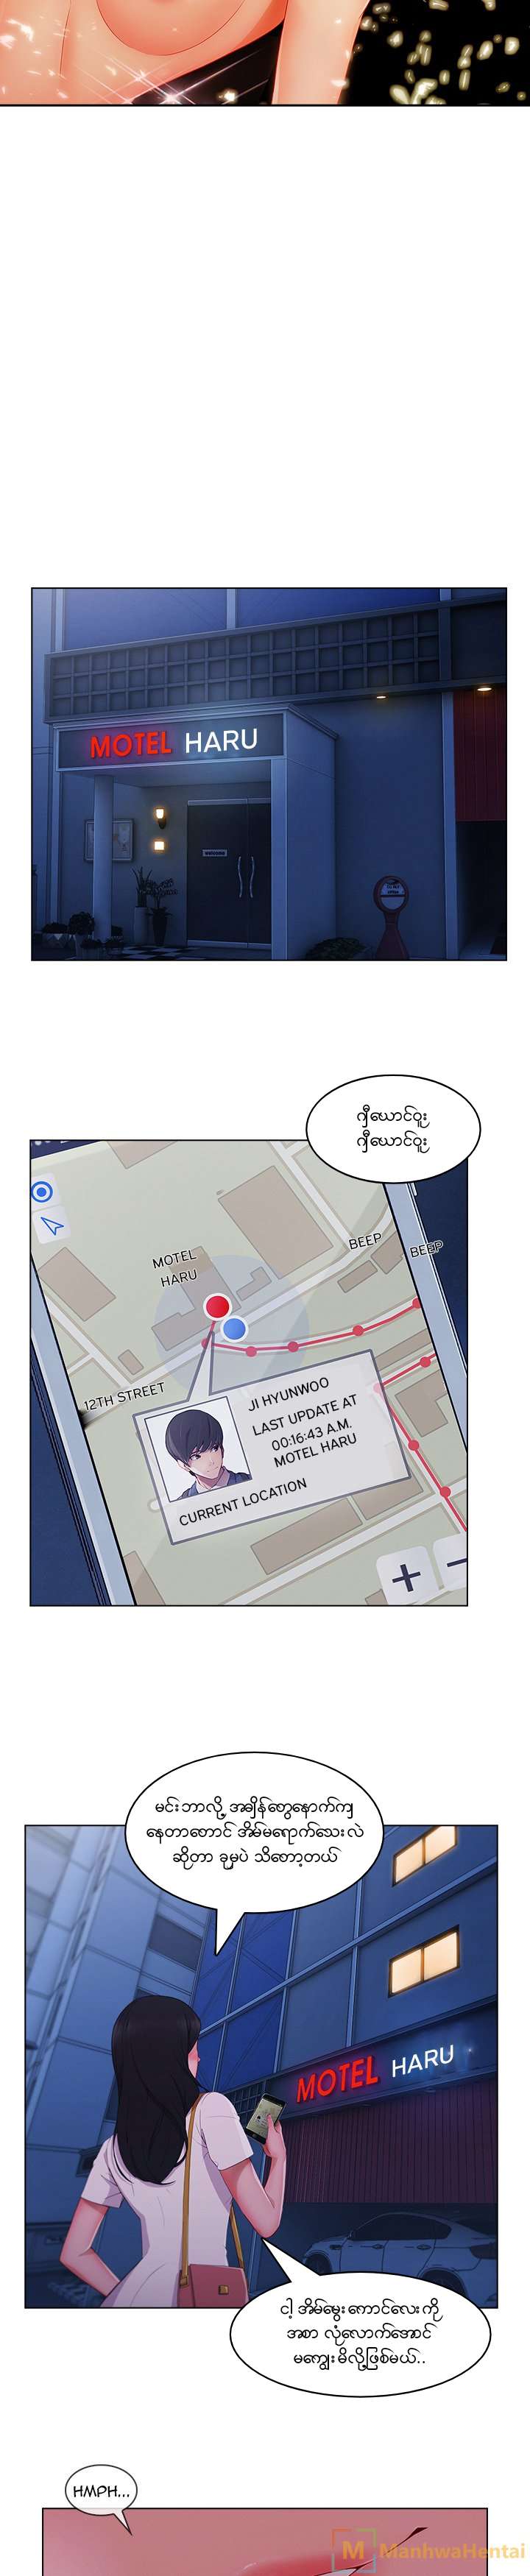 MOTEL HARU
welcome
ဂျီယောင်ဝူး
ဂျီယောင်ဝူး
BEEP
BEEP
MOTEL
HARU
12TH STREET
JI HYUNWOO
LAST UPDATE AT
00:16:43 A.M.
MOTEL HARU
CURRENT LOCATION
မင်းဘာလို့ အချိန်တွေနောက်ကျ
နေတာတောင် အိမ်မရောက်သေးလဲ
ဆိုတာ ခုမှပဲ သိတော့တယ်
MOTEL HARU
ငါ့ အိမ်မွေးကောင်လေးကို
အစာ လုံလောက်အောင်
မကျွေးမိလို့ဖြစ်မယ်..
HMPH...
M ManhwaHentai